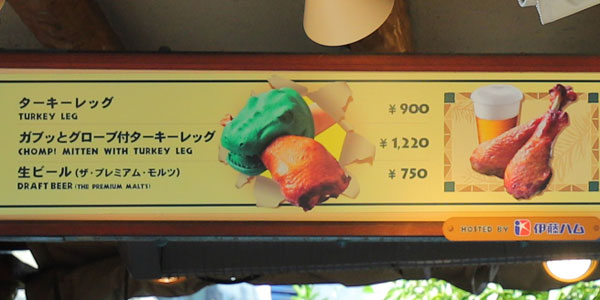 ターキーレッグ ¥900
TURKEY LEG
ガブッとグローブ付ターキーレッグ ¥1,220
CHOMP! MITTEN WITH TURKEY LEG
生ビール(ザ・プレミアム・モルツ) ¥750
DRAFT BEER (THE PREMIUM MALTS)
HOSTED BY 伊藤ハム